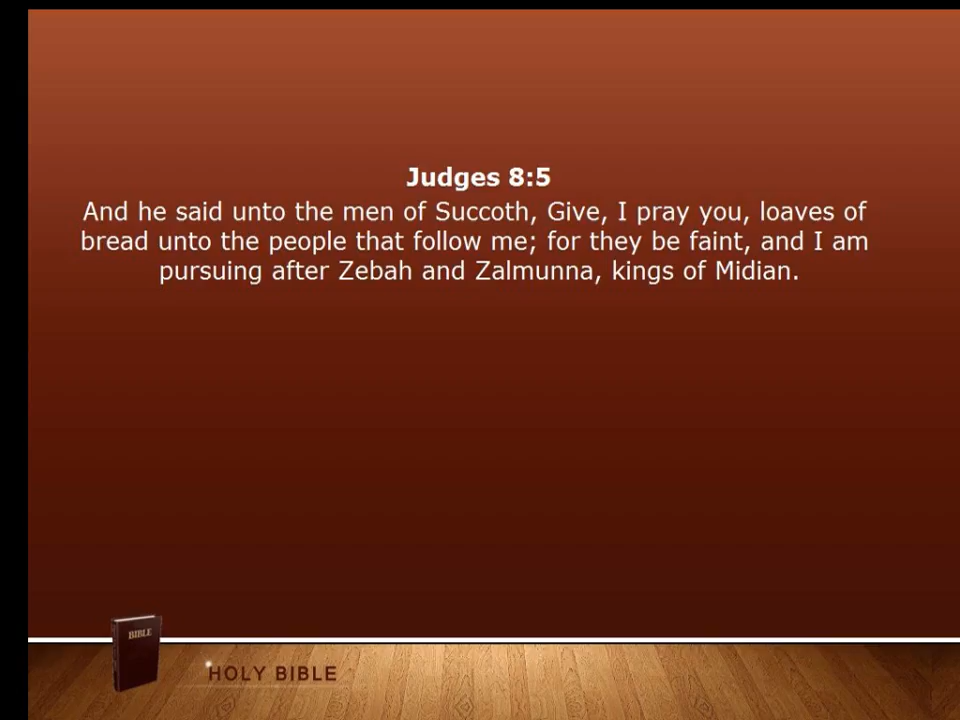 Judges 8:5
And he said unto the men of Succoth, Give, I pray you, loaves of
bread unto the people that follow me; for they be faint, and I am
pursuing after Zebah and Zalmunna, kings of Midian.
BIBLE
HOLY BIBLE